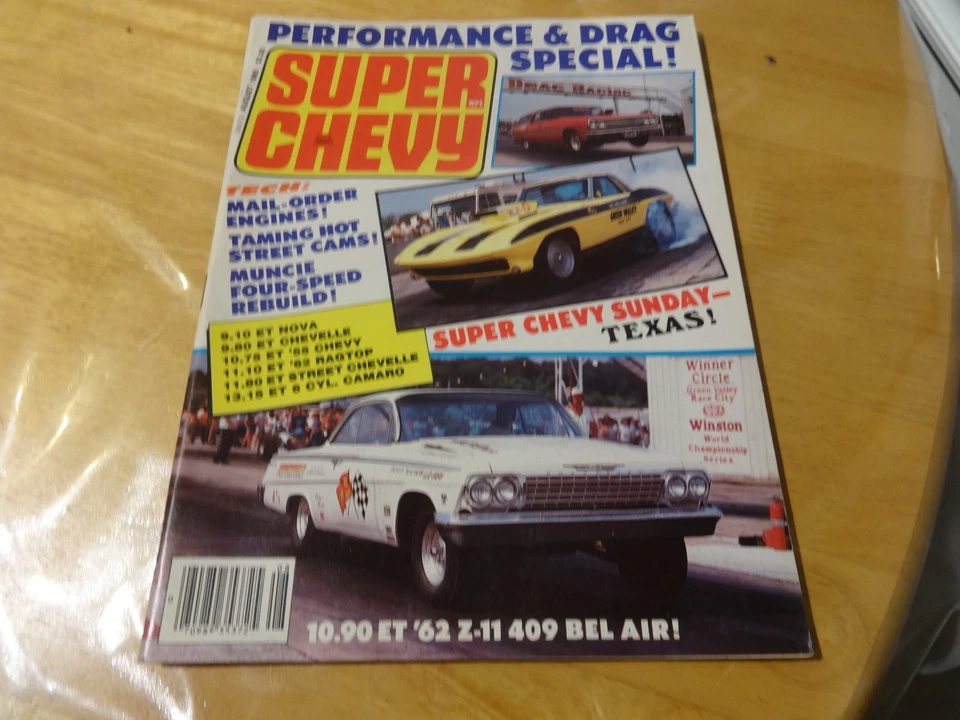 PERFORMANCE & DRAG
SPECIAL!
AUGUST
SUPER
CHEVY
DRAG RACING
TECH!
MAIL-ORDER
ENGINES!
TAMING HOT
STREET CAMS!
MUNCIE
FOUR-SPEED
REBUILD!
SUPER CHEVY SUNDAY—
TEXAS!
9.10 ET NOVA
9.60 ET CHEVELLE
10.75 ET '55 CHEVY
11.10 ET '62 RAGTOP
11.80 ET STREET CHEVELLE
13.15 ET 6 CYL. CAMARO
Winner
Circle
Green Valley
Race City
Winston
World
Championship
Series
10.90 ET '62 Z-11 409 BEL AIR!